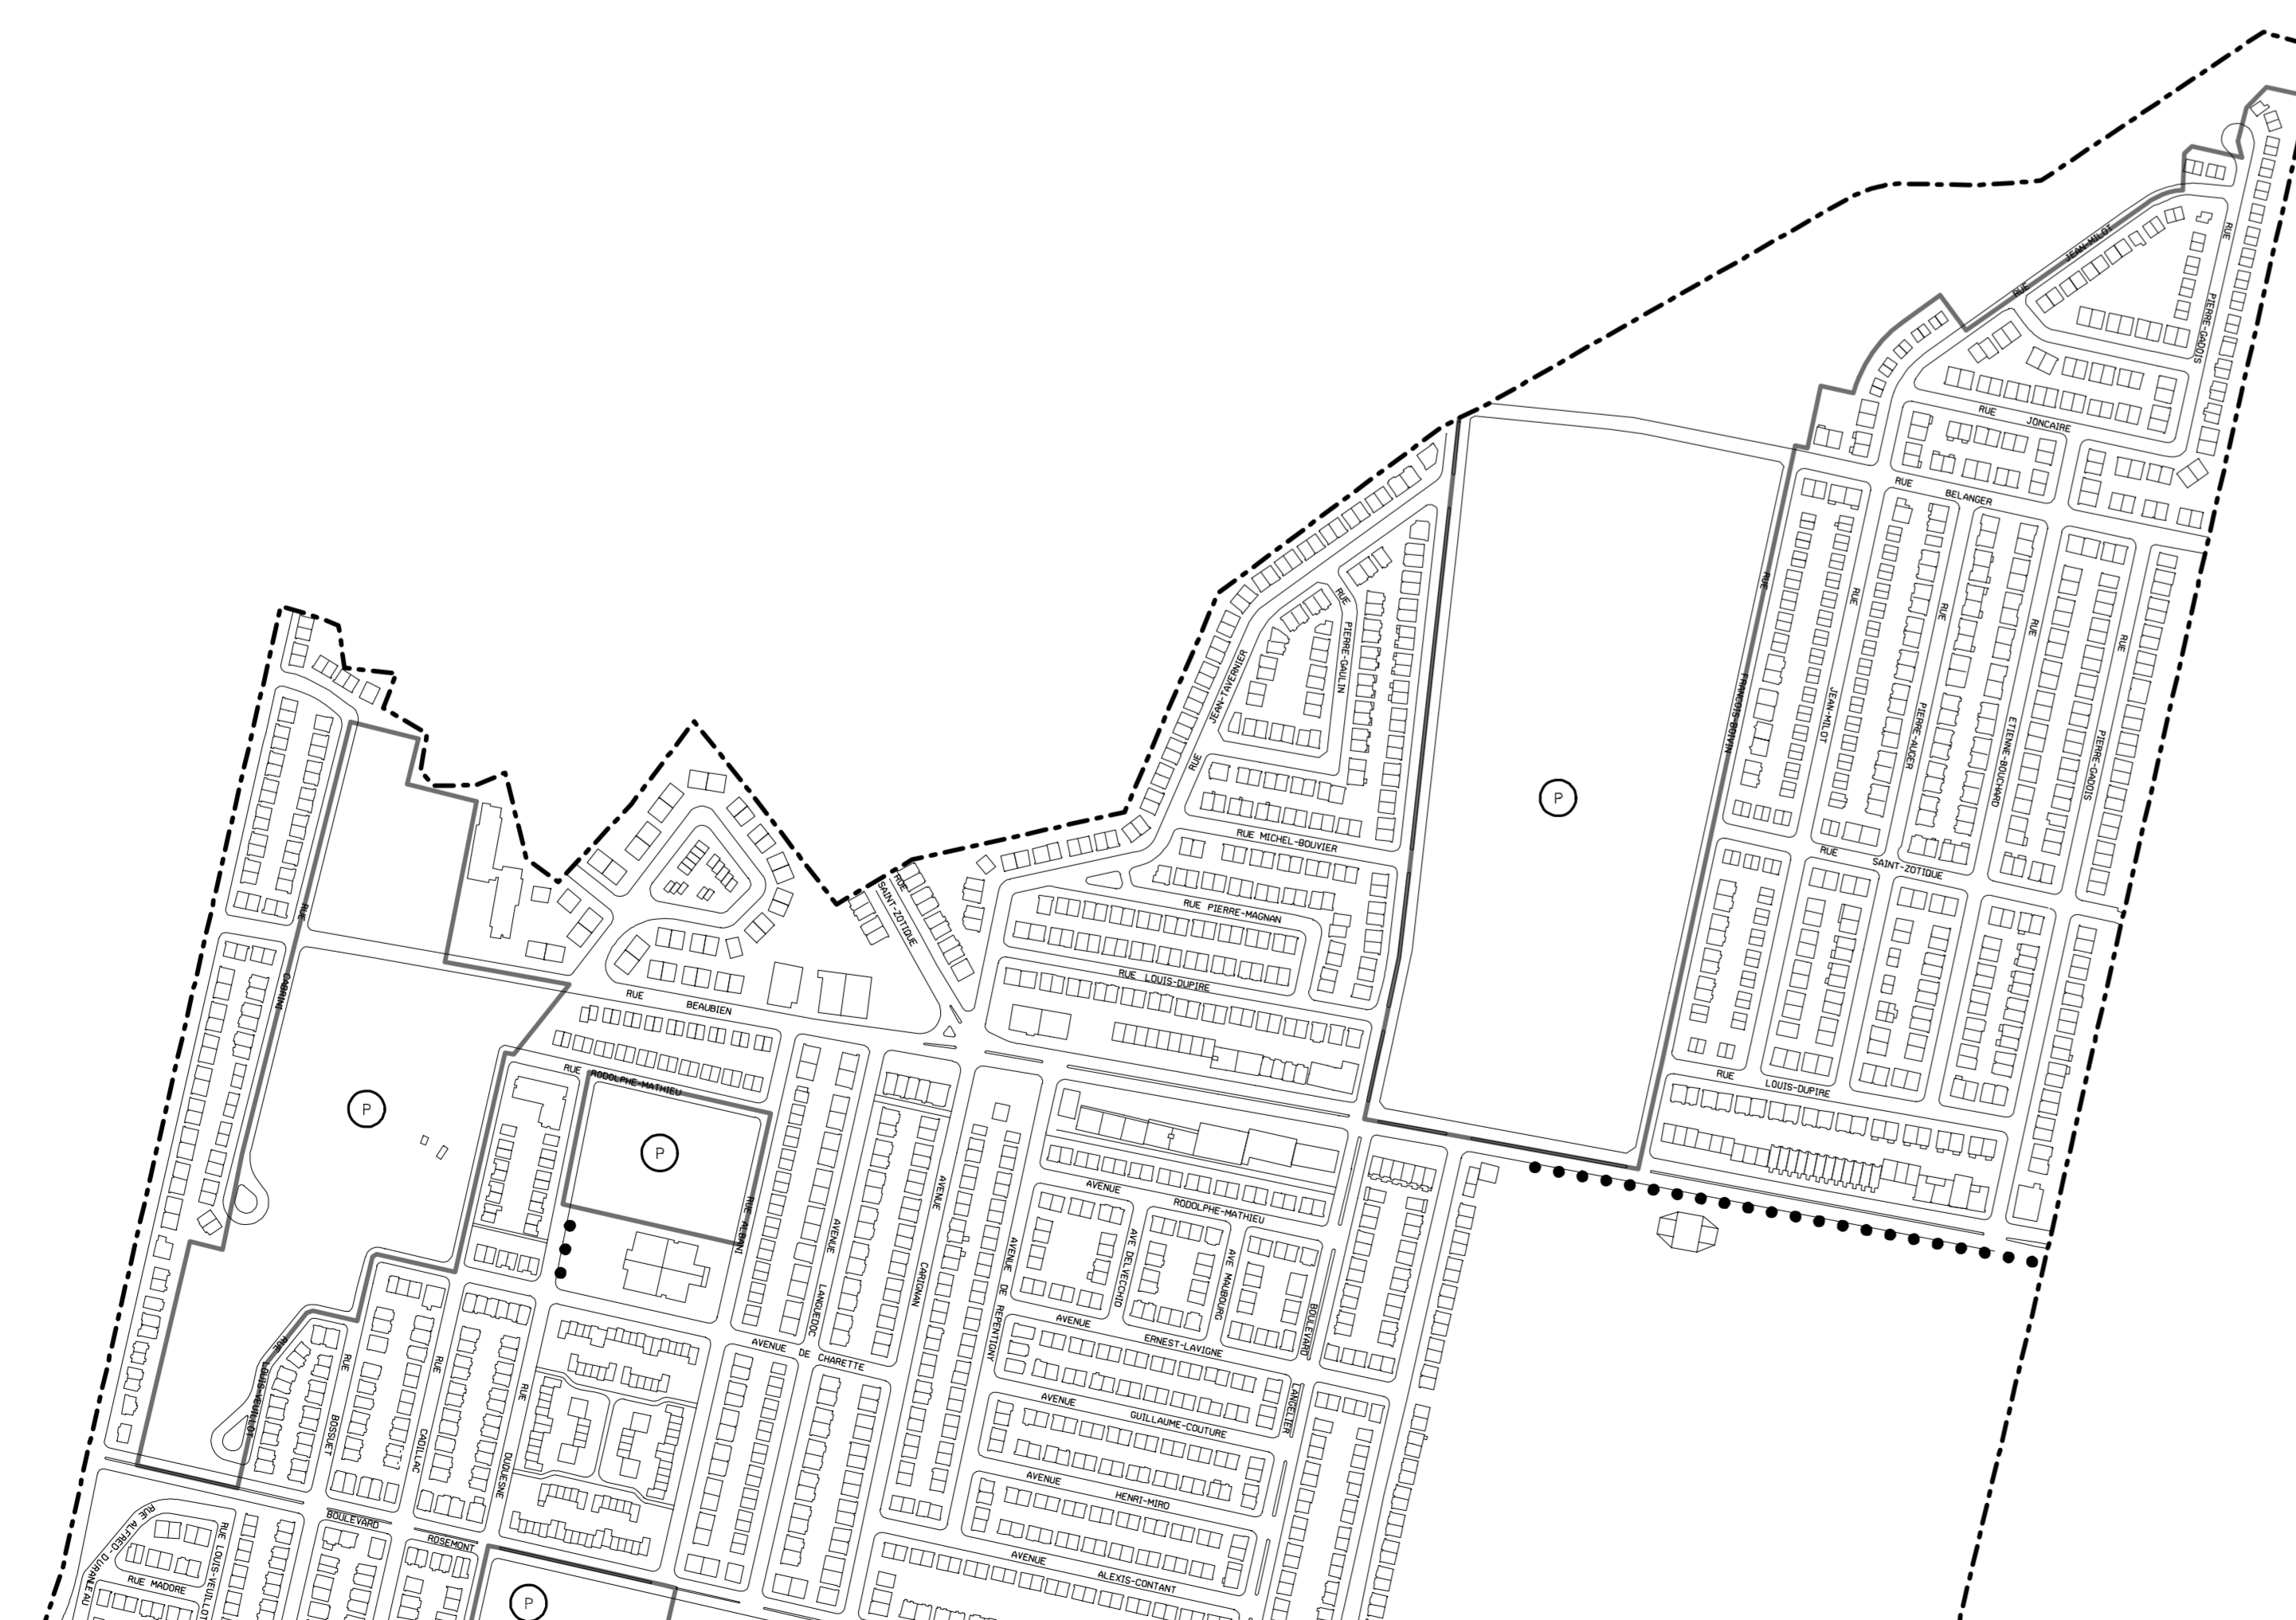 RUE
JEAN-MILOT
RUE
PIERRE-GADOIS
RUE
JONCAIRE
RUE
BELANGER
RUE
FRANCOIS-BOIVIN
RUE
JEAN-MILOT
RUE
PIERRE-AUGER
RUE
ETIENNE-BOUCHARD
RUE
PIERRE-GADOIS
RUE
SAINT-ZOTIQUE
RUE
LOUIS-DUPIRE
P
RUE
PIERRE-GAULIN
RUE
JEAN-TAVERNIER
RUE MICHEL-BOUVIER
RUE PIERRE-MAGNAN
RUE LOUIS-DUPIRE
RUE
SAINT-ZOTIQUE
RUE
BEAUBIEN
RUE
CABRINI
RUE
RODOLPHE-MATHIEU
P
P
RUE ALBANI
AVENUE
LANGUEDOC
AVENUE
CARIGNAN
AVENUE
DE
REPENTIGNY
AVENUE
RODOLPHE-MATHIEU
AVE DELVECCHIO
AVE MAUBOURG
BOULEVARD
LANGELIER
AVENUE
ERNEST-LAVIGNE
AVENUE
DE CHARETTE
AVENUE
GUILLAUME-COUTURE
AVENUE
HENRI-MIRO
AVENUE
ALEXIS-CONTANT
RUE
LOUIS-VEUILLOT
RUE
BOSSUET
RUE
CADILLAC
RUE
DUQUESNE
BOULEVARD
ROSEMONT
RUE ALFRED-DURANLEAU
RUE LOUIS-VEUILLOT
RUE MADORE
P